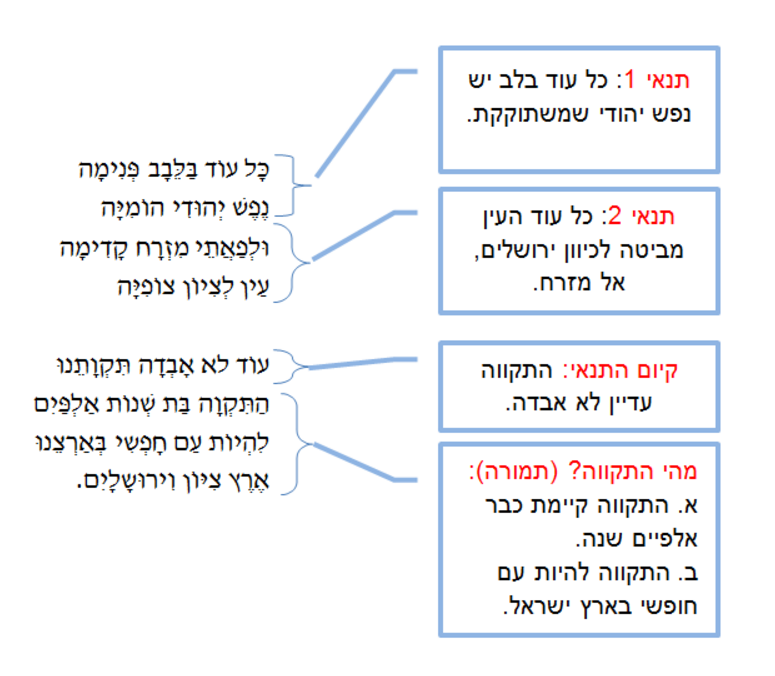 תנאי 1: כל עוד בלב יש
נפש יהודי שמשתוקקת.
כָּל עוֹד בַּלֵּבָב פְּנִימָה
נֶפֶשׁ יְהוּדִי הוֹמִיָּה
תנאי 2: כל עוד העין
מביטה לכיוון ירושלים,
אל מזרח.
וּלְפַאֲתֵי מִזְרָח קָדִימָה
עַיִן לְצִיּוֹן צוֹפִיָּה
קיום התנאי: התקווה
עדיין לא אבדה.
עוֹד לֹא אָבְדָה תִּקְוָתֵנוּ
מהי התקווה? (תמורה):
א. התקווה קיימת כבר
אלפיים שנה.
ב. התקווה להיות עם
חופשי בארץ ישראל.
הַתִּקְוָה בַּת שְׁנוֹת אַלְפַּיִם
לִהְיוֹת עַם חָפְשִׁי בְּאַרְצֵנוּ
אֶרֶץ צִיּוֹן וִירוּשָׁלַיִם.